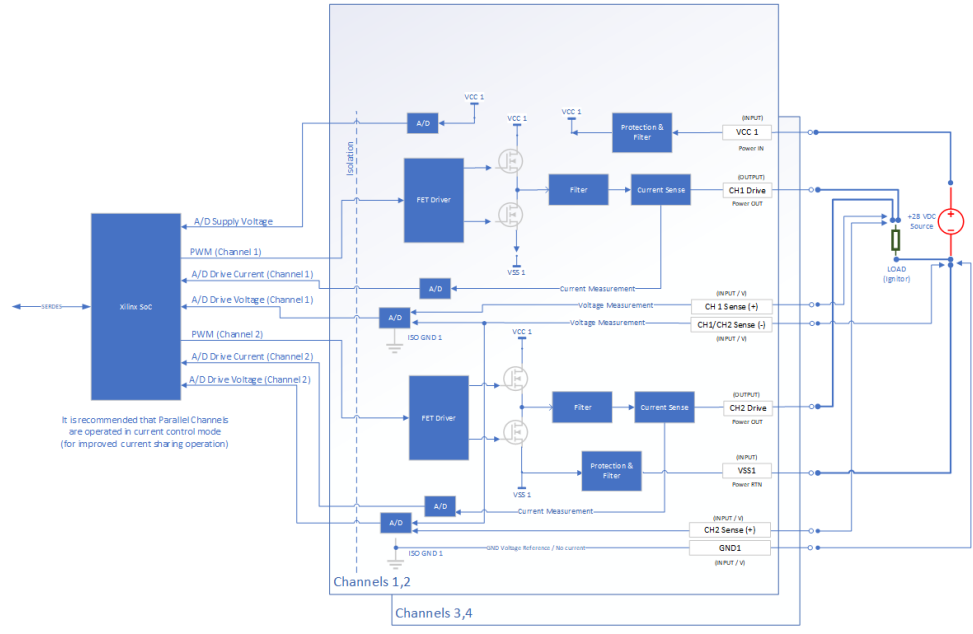 (INPUT)
VCC 1
Power IN
Protection &
Filter
VCC 1
VCC 1
VCC 1
A/D
Isolation
FET Driver
Filter
Current Sense
(OUTPUT)
CH1 Drive
Power OUT
+28 VDC
Source
LOAD
(Ignitor)
A/D Supply Voltage
PWM (Channel 1)
VSS 1
A/D Drive Current (Channel 1)
A/D
Current Measurement
(INPUT / V)
CH 1 Sense (+)
Voltage Measurement
A/D Drive Voltage (Channel 1)
SERDES
Xilinx SoC
A/D
Voltage Measurement
CH1/CH2 Sense (-)
(INPUT / V)
ISO GND 1
PWM (Channel 2)
VCC 1
A/D Drive Current (Channel 2)
A/D Drive Voltage (Channel 2)
FET Driver
Filter
Current Sense
(OUTPUT)
CH2 Drive
Power OUT
It is recommended that Parallel Channels
are operated in current control mode
(for improved current sharing operation)
Protection &
Filter
(INPUT)
VSS1
Power RTN
VSS 1
A/D
Current Measurement
A/D
(INPUT / V)
CH2 Sense (+)
ISO GND 1
GND Voltage Reference / No current
GND1
(INPUT / V)
Channels 1,2
Channels 3,4